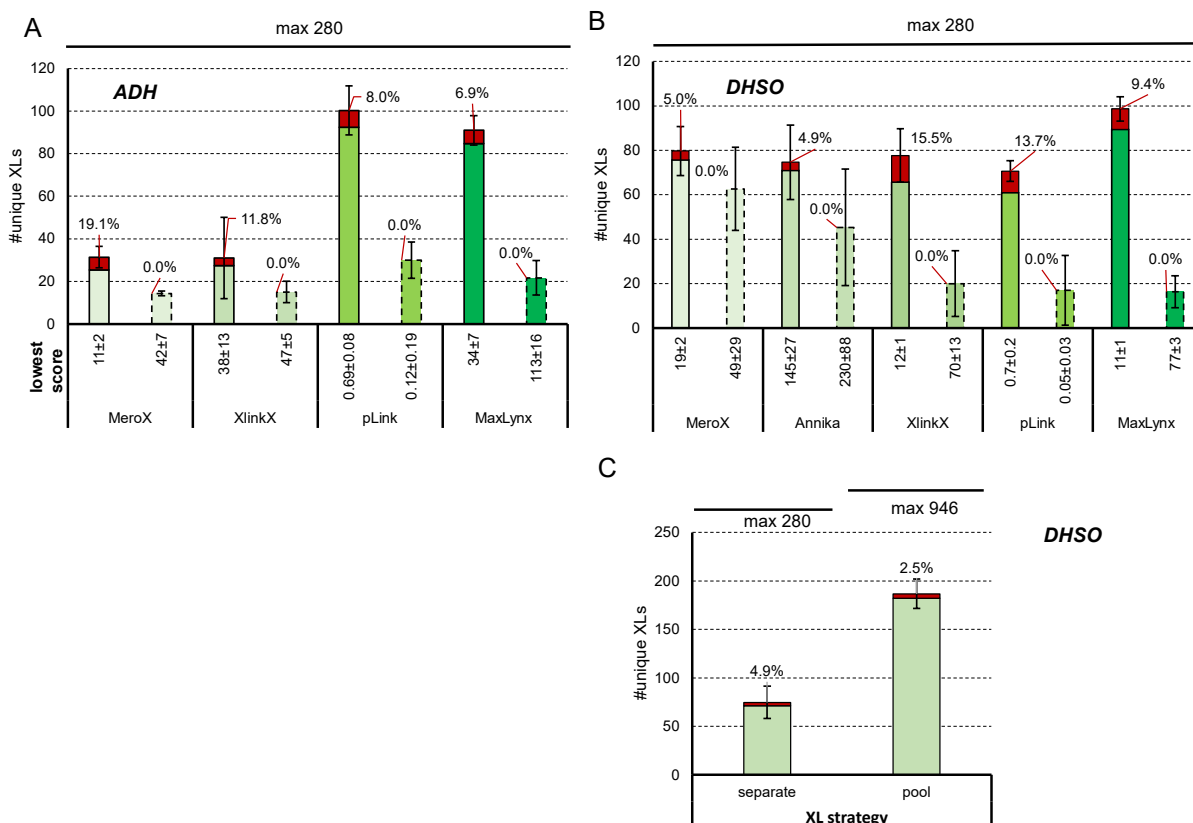 A
max 280
120
100
80
60
40
20
0
#unique XLs
ADH
19.1%
0.0%
11.8%
0.0%
8.0%
0.0%
6.9%
0.0%
lowest
score
11±2
42±7
38±13
47±5
0.69±0.08
0.12±0.19
34±7
113±16
MeroX
XlinkX
pLink
MaxLynx
B
max 280
120
100
80
60
40
20
0
#unique XLs
DHSO
5.0%
0.0%
4.9%
0.0%
15.5%
0.0%
13.7%
0.0%
9.4%
0.0%
19±2
49±29
145±27
230±88
12±1
70±13
0.7±0.2
0.05±0.03
11±1
77±3
MeroX
Annika
XlinkX
pLink
MaxLynx
C
max 280
max 946
DHSO
250
200
150
100
50
0
#unique XLs
4.9%
2.5%
separate
pool
XL strategy